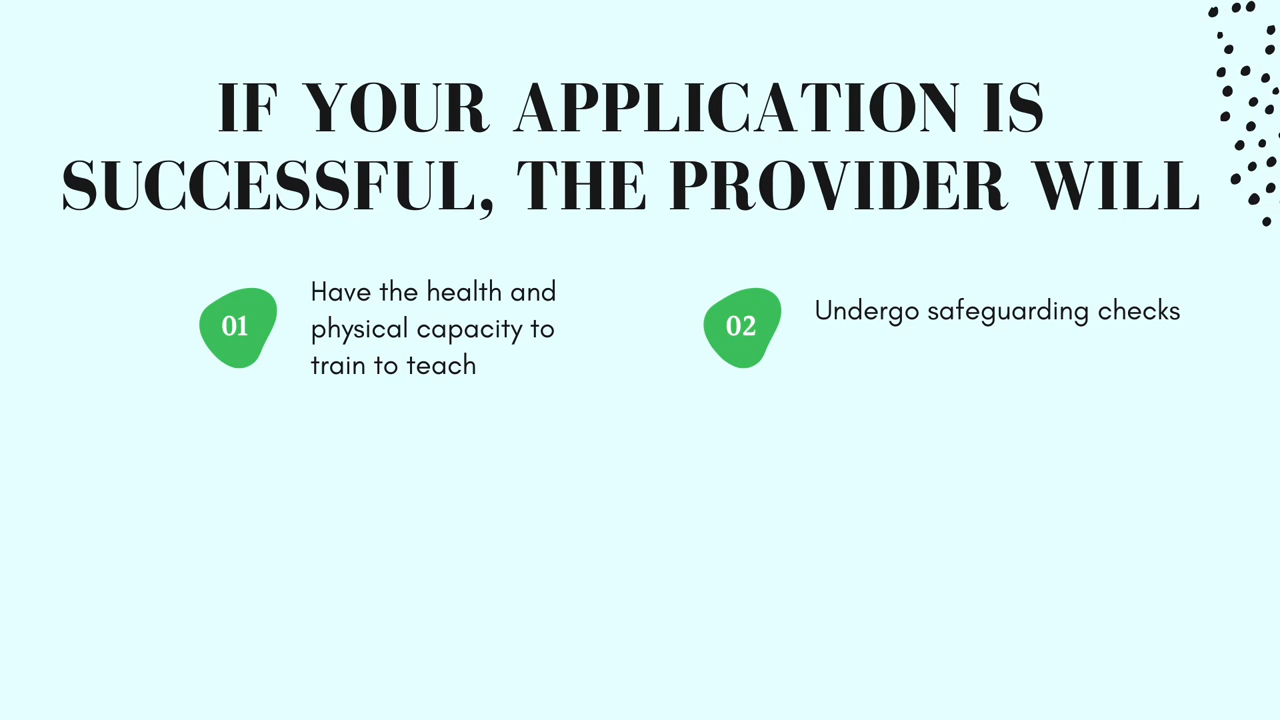 IF YOUR APPLICATION IS
SUCCESSFUL, THE PROVIDER WILL
01
Have the health and
physical capacity to
train to teach
02
Undergo safeguarding checks